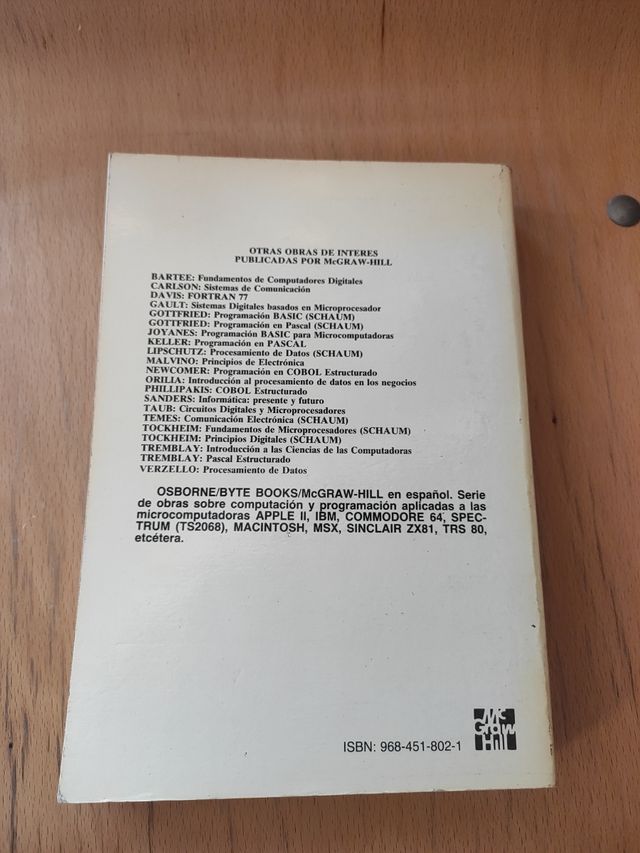 OTRAS OBRAS DE INTERES
PUBLICADAS POR McGRAW-HILL
BARTEE: Fundamentos de Computadores Digitales
CARLSON: Sistemas de Comunicación
DAVIS: FORTRAN 77
GAULT: Sistemas Digitales basados en Microprocesador
GOTTFRIED: Programación BASIC (SCHAUM)
GOTTFRIED: Programación en Pascal (SCHAUM)
JOYANES: Programación BASIC para Microcomputadoras
KELLER: Programación en PASCAL
LIPSCHUTZ: Procesamiento de Datos (SCHAUM)
MALVINO: Principios de Electrónica
NEWCOMER: Programación en COBOL Estructurado
ORILIA: Introducción al procesamiento de datos en los negocios
PHILLIPAKIS: COBOL Estructurado
SANDERS: Informática: presente y futuro
TAUB: Circuitos Digitales y Microprocesadores
TEMES: Comunicación Electrónica (SCHAUM)
TOCKHEIM: Fundamentos de Microprocesadores (SCHAUM)
TOCKHEIM: Principios Digitales (SCHAUM)
TREMBLAY: Introducción a las Ciencias de las Computadoras
TREMBLAY: Pascal Estructurado
VERZELLO: Procesamiento de Datos
OSBORNE/BYTE BOOKS/McGRAW-HILL en español. Serie
de obras sobre computación y programación aplicadas a las
microcomputadoras APPLE II, IBM, COMMODORE 64, SPEC-
TRUM (TS2068), MACINTOSH, MSX, SINCLAIR ZX81, TRS 80,
etcétera.
Mc
Graw
Hill
ISBN: 968-451-802-1